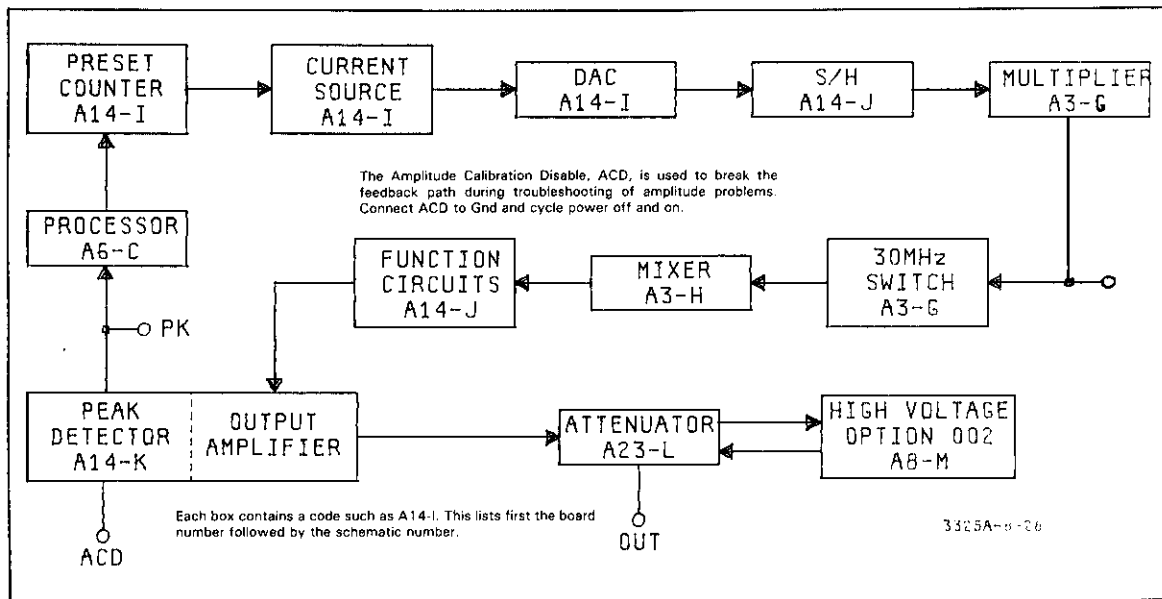 PRESET
COUNTER
A14-I
CURRENT
SOURCE
A14-I
DAC
A14-I
S/H
A14-J
MULTIPLIER
A3-G
The Amplitude Calibration Disable, ACD, is used to break the
feedback path during troubleshooting of amplitude problems.
Connect ACD to Gnd and cycle power off and on.
PROCESSOR
A6-C
FUNCTION
CIRCUITS
A14-J
MIXER
A3-H
30MHz
SWITCH
A3-G
PK
PEAK
DETECTOR
A14-K
OUTPUT
AMPLIFIER
ATTENUATOR
A23-L
HIGH VOLTAGE
OPTION 002
A8-M
Each box contains a code such as A14-I. This lists first the board
number followed by the schematic number.
ACD
OUT